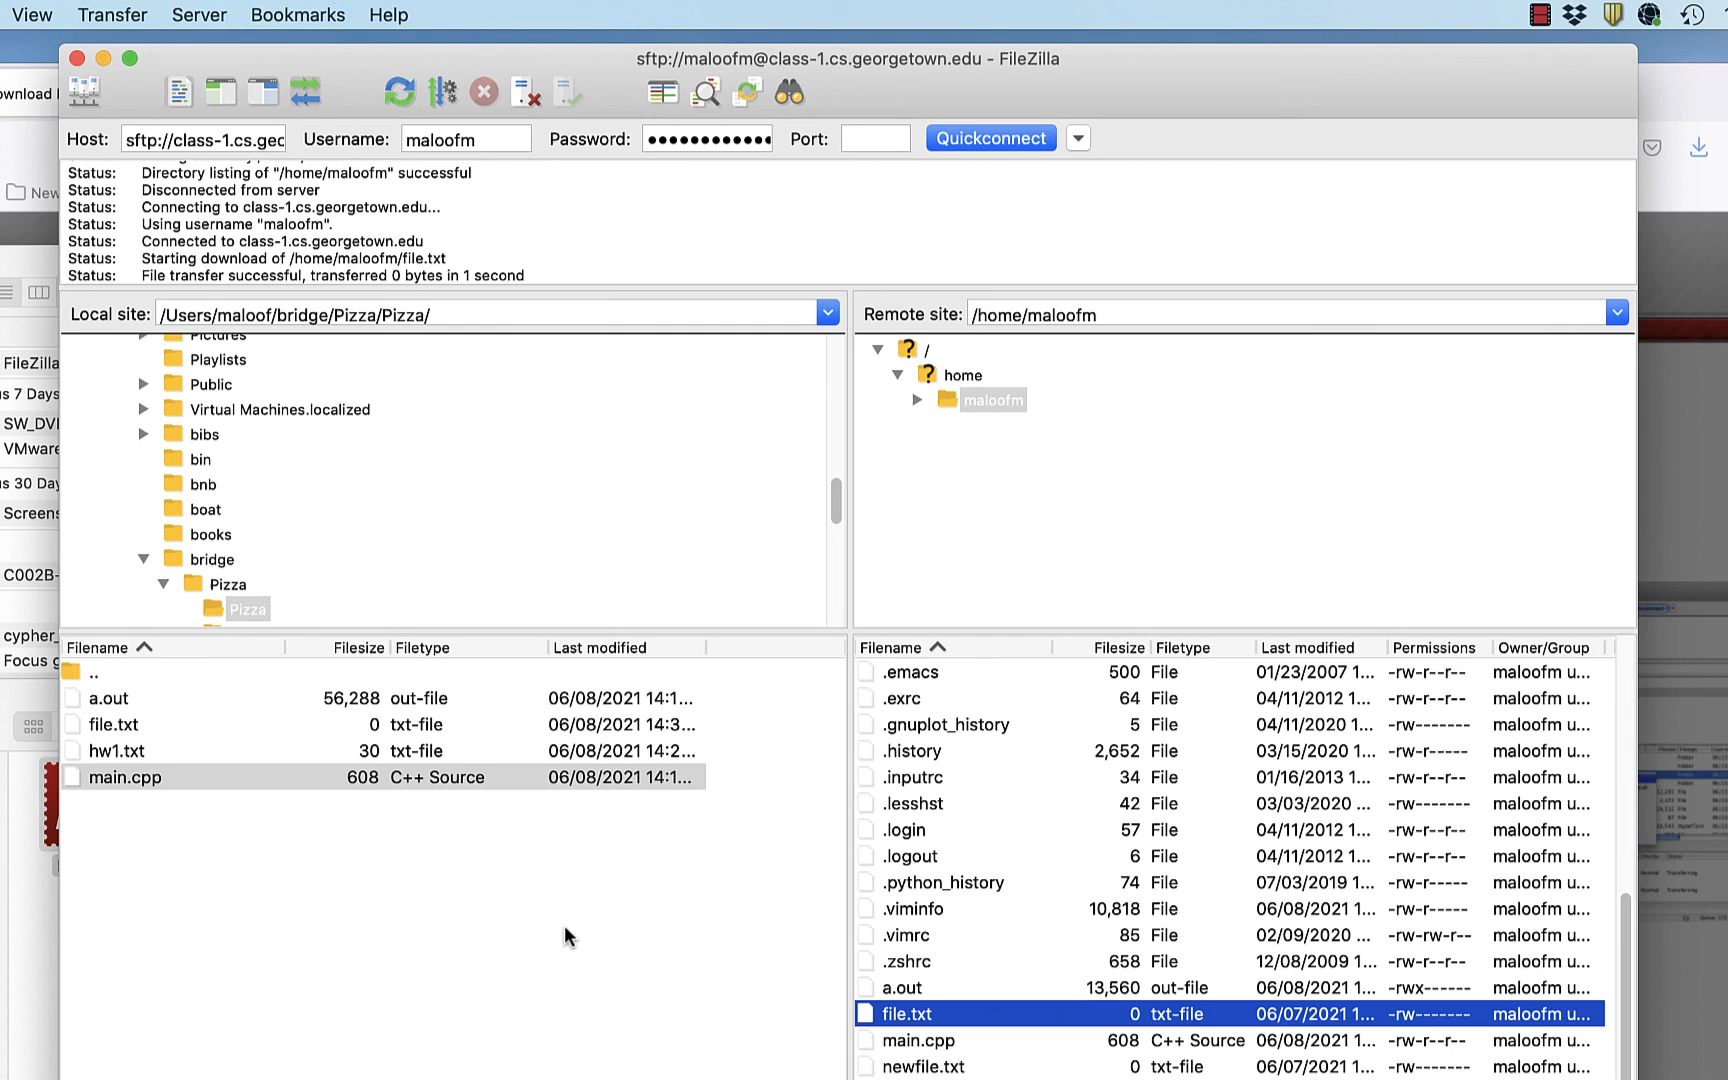 View Transfer Server Bookmarks Help
sftp://maloofm@class-1.cs.georgetown.edu - FileZilla
Host: sftp://class-1.cs.geo Username: maloofm Password: ●●●●●●●●●●●● Port: Quickconnect
Status: Directory listing of "/home/maloofm" successful
Status: Disconnected from server
Status: Connecting to class-1.cs.georgetown.edu...
Status: Using username "maloofm".
Status: Connected to class-1.cs.georgetown.edu
Status: Starting download of /home/maloofm/file.txt
Status: File transfer successful, transferred 0 bytes in 1 second
Local site: /Users/maloof/bridge/Pizza/Pizza/
Pictures
Playlists
Public
Virtual Machines.localized
bibs
bin
bnb
boat
books
bridge
Pizza
Pizza
Remote site: /home/maloofm
/
home
maloofm
Filename Filesize Filetype Last modified
..
a.out 56,288 out-file 06/08/2021 14:1...
file.txt 0 txt-file 06/08/2021 14:3...
hw1.txt 30 txt-file 06/08/2021 14:2...
main.cpp 608 C++ Source 06/08/2021 14:1...
Filename Filesize Filetype Last modified Permissions Owner/Group
.emacs 500 File 01/23/2007 1... -rw-r--r-- maloofm u...
.exrc 64 File 04/11/2012 1... -rw-r--r-- maloofm u...
.gnuplot_history 5 File 04/11/2020 1... -rw------- maloofm u...
.history 2,652 File 03/15/2020 1... -rw------- maloofm u...
.inputrc 34 File 01/16/2013 1... -rw-r--r-- maloofm u...
.lesshst 42 File 03/03/2020 ... -rw------- maloofm u...
.login 57 File 04/11/2012 1... -rw-r--r-- maloofm u...
.logout 6 File 04/11/2012 1... -rw-r--r-- maloofm u...
.python_history 74 File 07/03/2019 1... -rw-r----- maloofm u...
.viminfo 10,818 File 06/08/2021 1... -rw-r----- maloofm u...
.vimrc 85 File 02/09/2020 ... -rw-rw-r-- maloofm u...
.zshrc 658 File 12/08/2009 1... -rw-r--r-- maloofm u...
a.out 13,560 out-file 06/08/2021 1... -rwx------ maloofm u...
file.txt 0 txt-file 06/07/2021 1... -rw------- maloofm u...
main.cpp 608 C++ Source 06/08/2021 1... -rw-r--r-- maloofm u...
newfile.txt 0 txt-file 06/07/2021 1... -rw------- maloofm u...
ownload
New
FileZilla
s 7 Days
SW_DVI
VMware
s 30 Day
Screens
C002B-
cypher_
Focus g